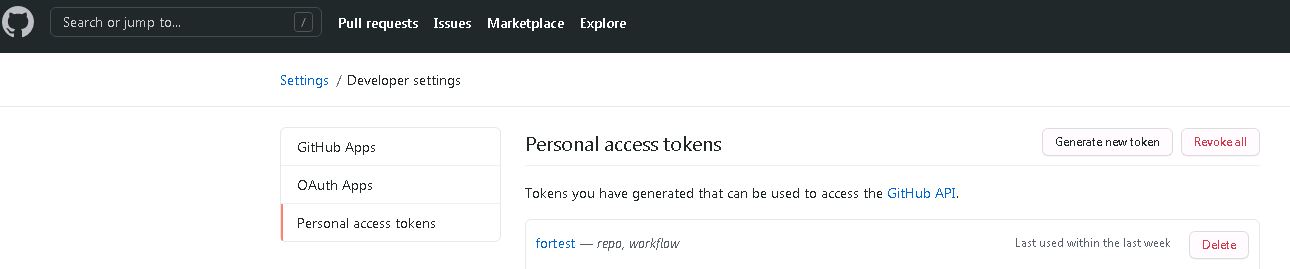 Search or jump to... / Pull requests Issues Marketplace Explore
Settings / Developer settings
GitHub Apps
OAuth Apps
Personal access tokens
Personal access tokens Generate new token Revoke all
Tokens you have generated that can be used to access the GitHub API.
fortest — repo, workflow Last used within the last week Delete